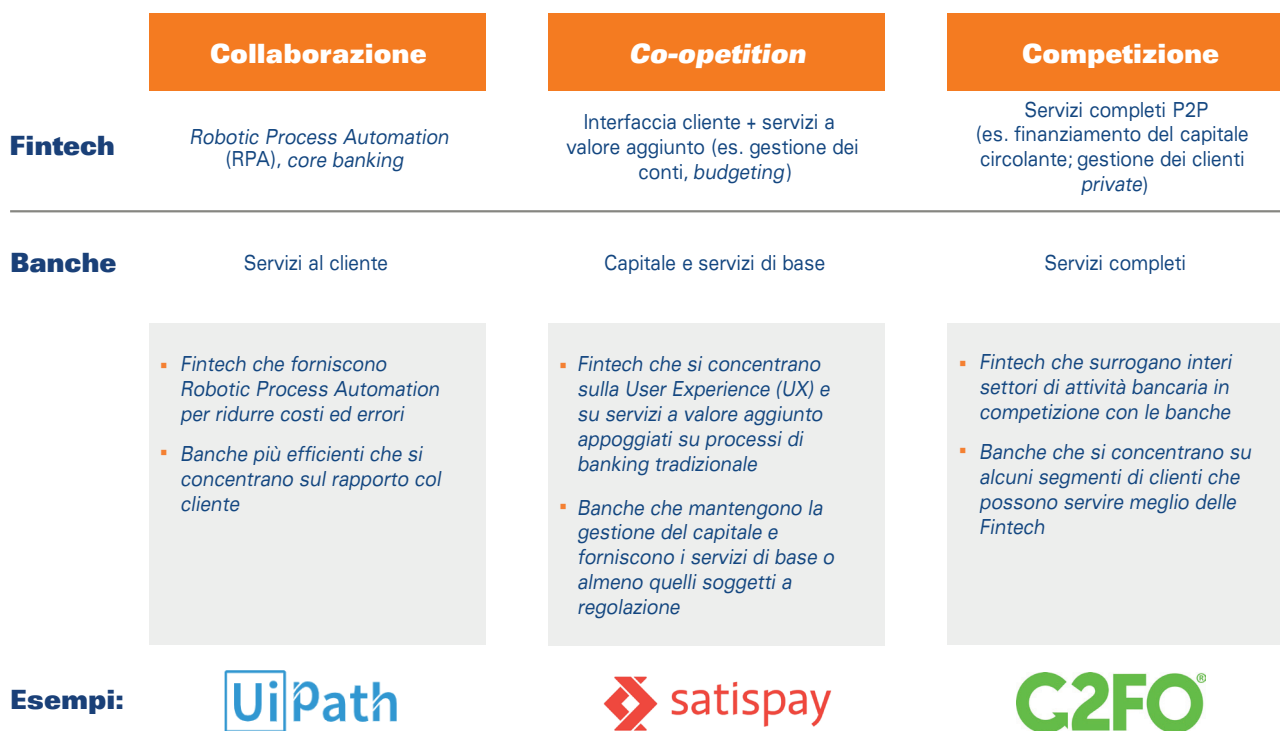 Collaborazione
Co-opetition
Competizione
Fintech
Robotic Process Automation
(RPA), core banking
Interfaccia cliente + servizi a
valore aggiunto (es. gestione dei
conti, budgeting)
Servizi completi P2P
(es. finanziamento del capitale
circolante; gestione dei clienti
private)
Banche
Servizi al cliente
Capitale e servizi di base
Servizi completi
▪ Fintech che forniscono
Robotic Process Automation
per ridurre costi ed errori
▪ Banche più efficienti che si
concentrano sul rapporto col
cliente
▪ Fintech che si concentrano
sulla User Experience (UX) e
su servizi a valore aggiunto
appoggiati su processi di
banking tradizionale
▪ Banche che mantengono la
gestione del capitale e
forniscono i servizi di base o
almeno quelli soggetti a
regolazione
▪ Fintech che surrogano interi
settori di attività bancaria in
competizione con le banche
▪ Banche che si concentrano su
alcuni segmenti di clienti che
possono servire meglio delle
Fintech
Esempi:
UiPath
satispay
C2FO®